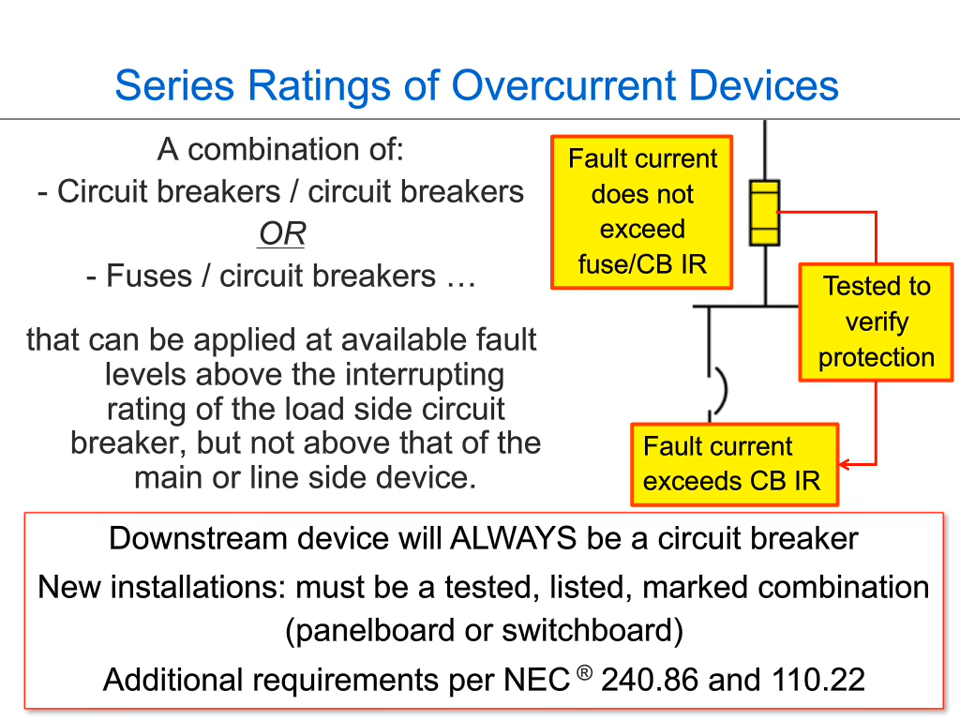 Series Ratings of Overcurrent Devices
A combination of:
- Circuit breakers / circuit breakers
OR
- Fuses / circuit breakers …
that can be applied at available fault
levels above the interrupting
rating of the load side circuit
breaker, but not above that of the
main or line side device.
Fault current
does not
exceed
fuse/CB IR
Tested to
verify
protection
Fault current
exceeds CB IR
Downstream device will ALWAYS be a circuit breaker
New installations: must be a tested, listed, marked combination
(panelboard or switchboard)
Additional requirements per NEC® 240.86 and 110.22